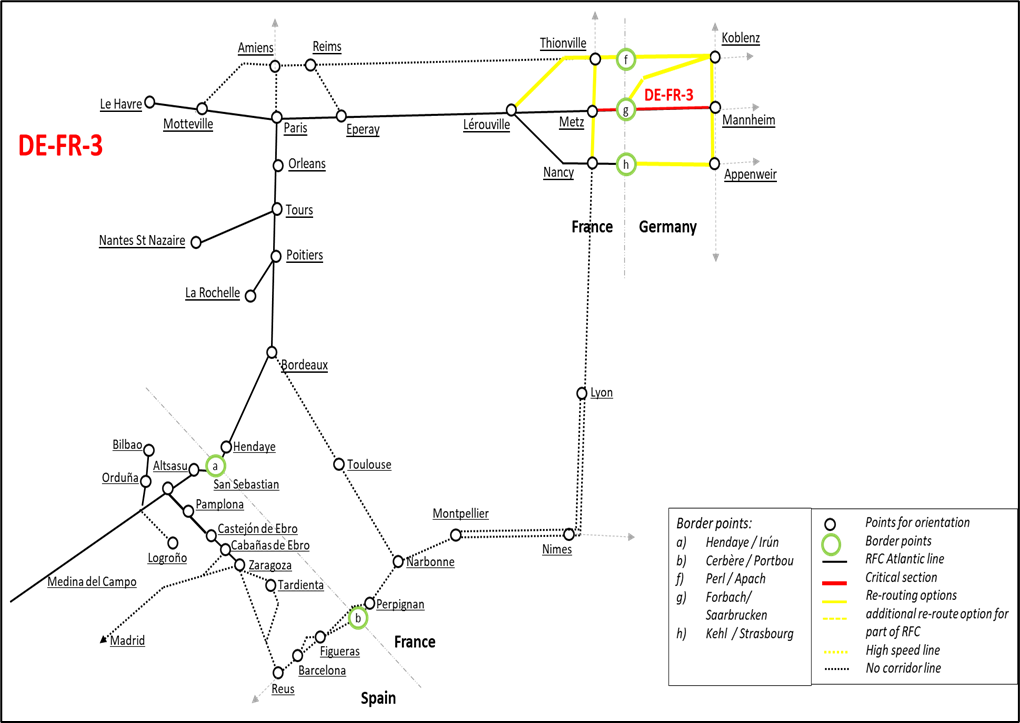 Amiens
Reims
Thionville
Koblenz
f
Le Havre
Motteville
Paris
Eperay
Lérouville
Metz
g
DE-FR-3
Mannheim
DE-FR-3
Orleans
Nancy
h
Appenweir
Tours
Nantes St Nazaire
France
Germany
Poitiers
La Rochelle
Bordeaux
Lyon
Hendaye
Bilbao
Altsasu
a
Toulouse
Orduña
San Sebastian
Pamplona
Montpellier
Castejón de Ebro
Cabañas de Ebro
Logroño
Nimes
Zaragoza
Narbonne
Medina del Campo
Tardienta
Perpignan
b
Madrid
France
Figueras
Barcelona
Reus
Spain
Border points:
a) Hendaye / Irún
b) Cerbère / Portbou
f) Perl / Apach
g) Forbach/
Saarbrucken
h) Kehl / Strasbourg
Points for orientation
Border points
RFC Atlantic line
Critical section
Re-routing options
additional re-route option for
part of RFC
High speed line
No corridor line